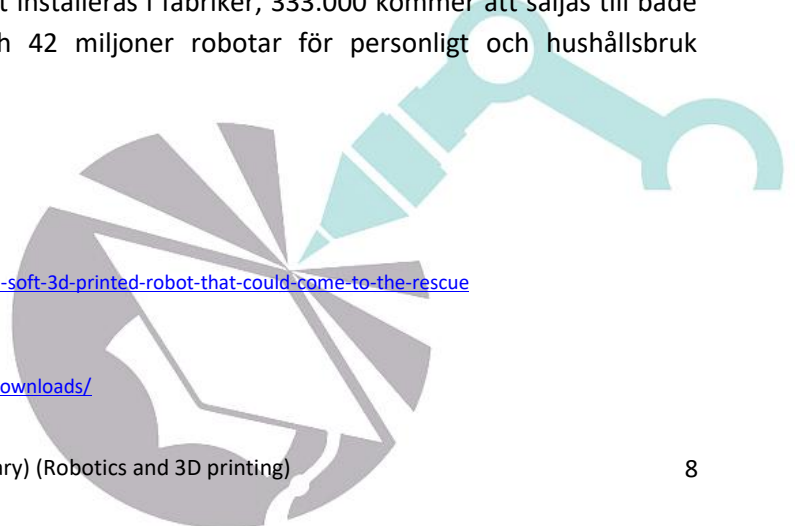 t installeras i fabriker, 333.000 kommer att säljas till både
h 42 miljoner robotar för personligt och hushållsbruk
-soft-3d-printed-robot-that-could-come-to-the-rescue
ownloads/
ary) (Robotics and 3D printing)
8